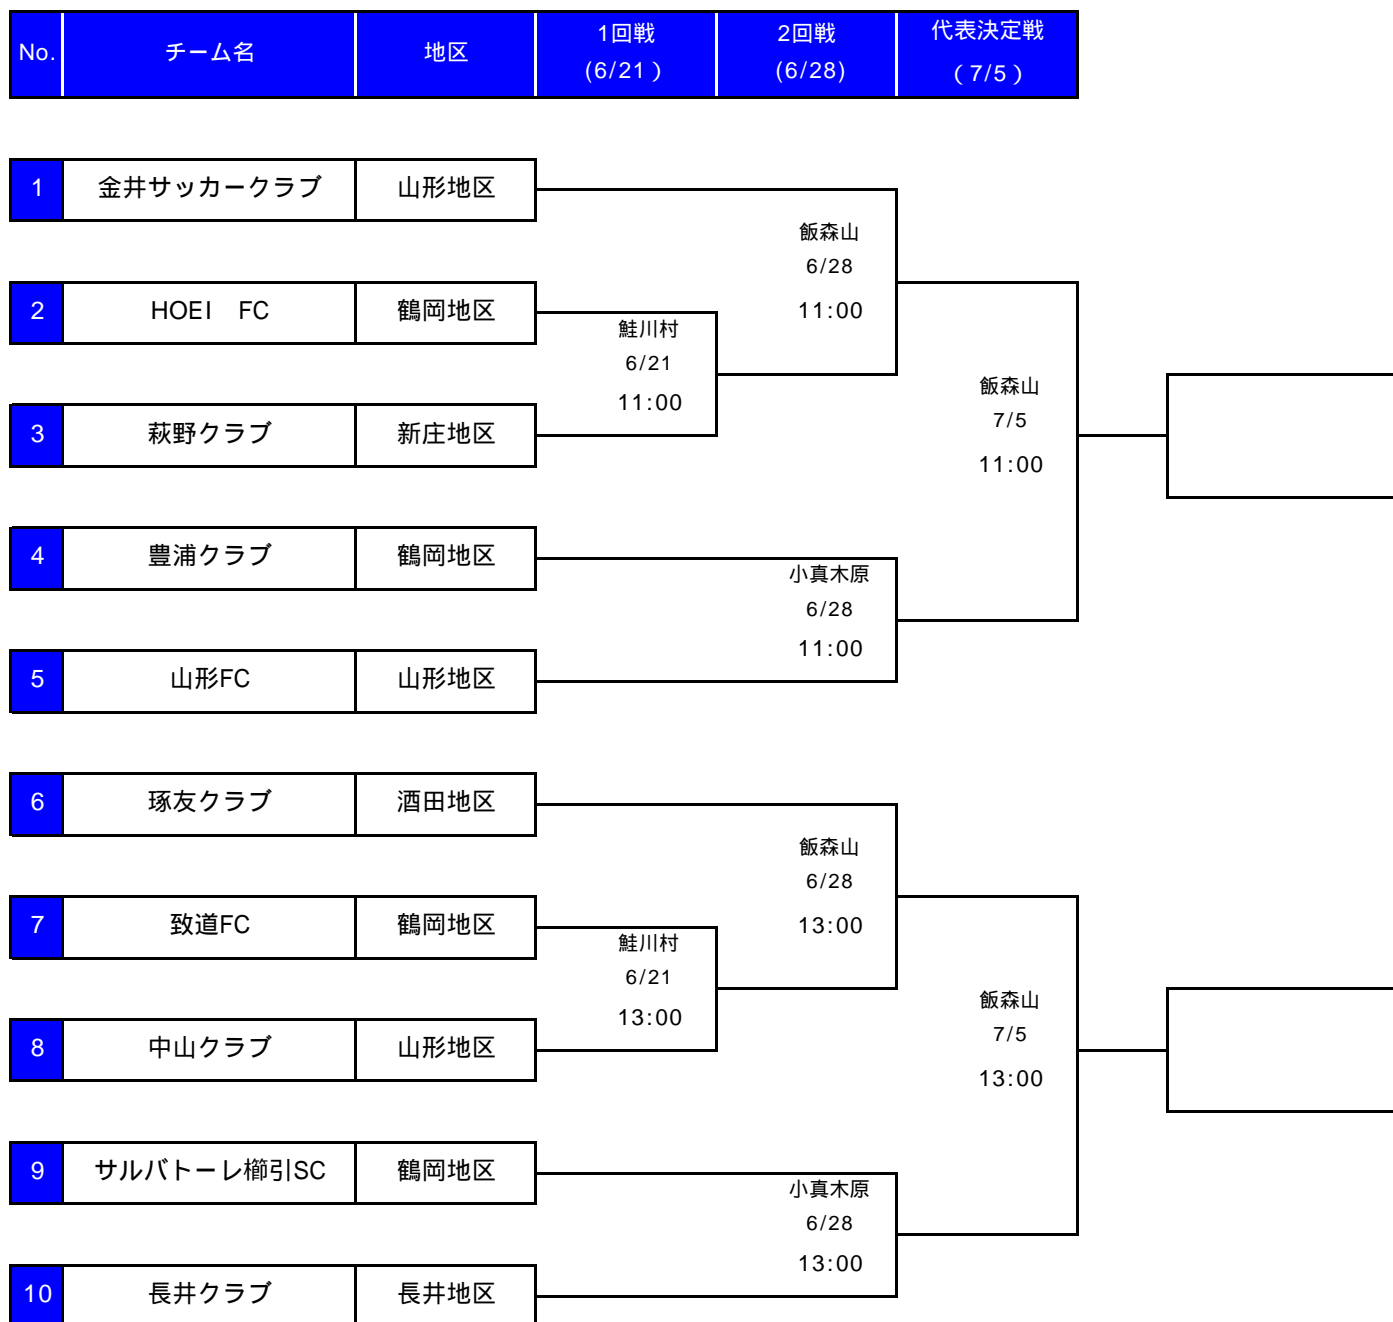 No. チーム名 地区 1回戦 2回戦 代表決定戦
(6/21) (6/28) (7/5)
1 金井サッカークラブ 山形地区
飯森山
6/28
11:00
2 HOEI　FC 鶴岡地区
鮭川村
6/21
11:00
3 萩野クラブ 新庄地区
飯森山
7/5
11:00
4 豊浦クラブ 鶴岡地区
小真木原
6/28
11:00
5 山形FC 山形地区
6 琢友クラブ 酒田地区
飯森山
6/28
13:00
7 致道FC 鶴岡地区
鮭川村
6/21
13:00
8 中山クラブ 山形地区
飯森山
7/5
13:00
9 サルバトーレ櫛引SC 鶴岡地区
小真木原
6/28
13:00
10 長井クラブ 長井地区